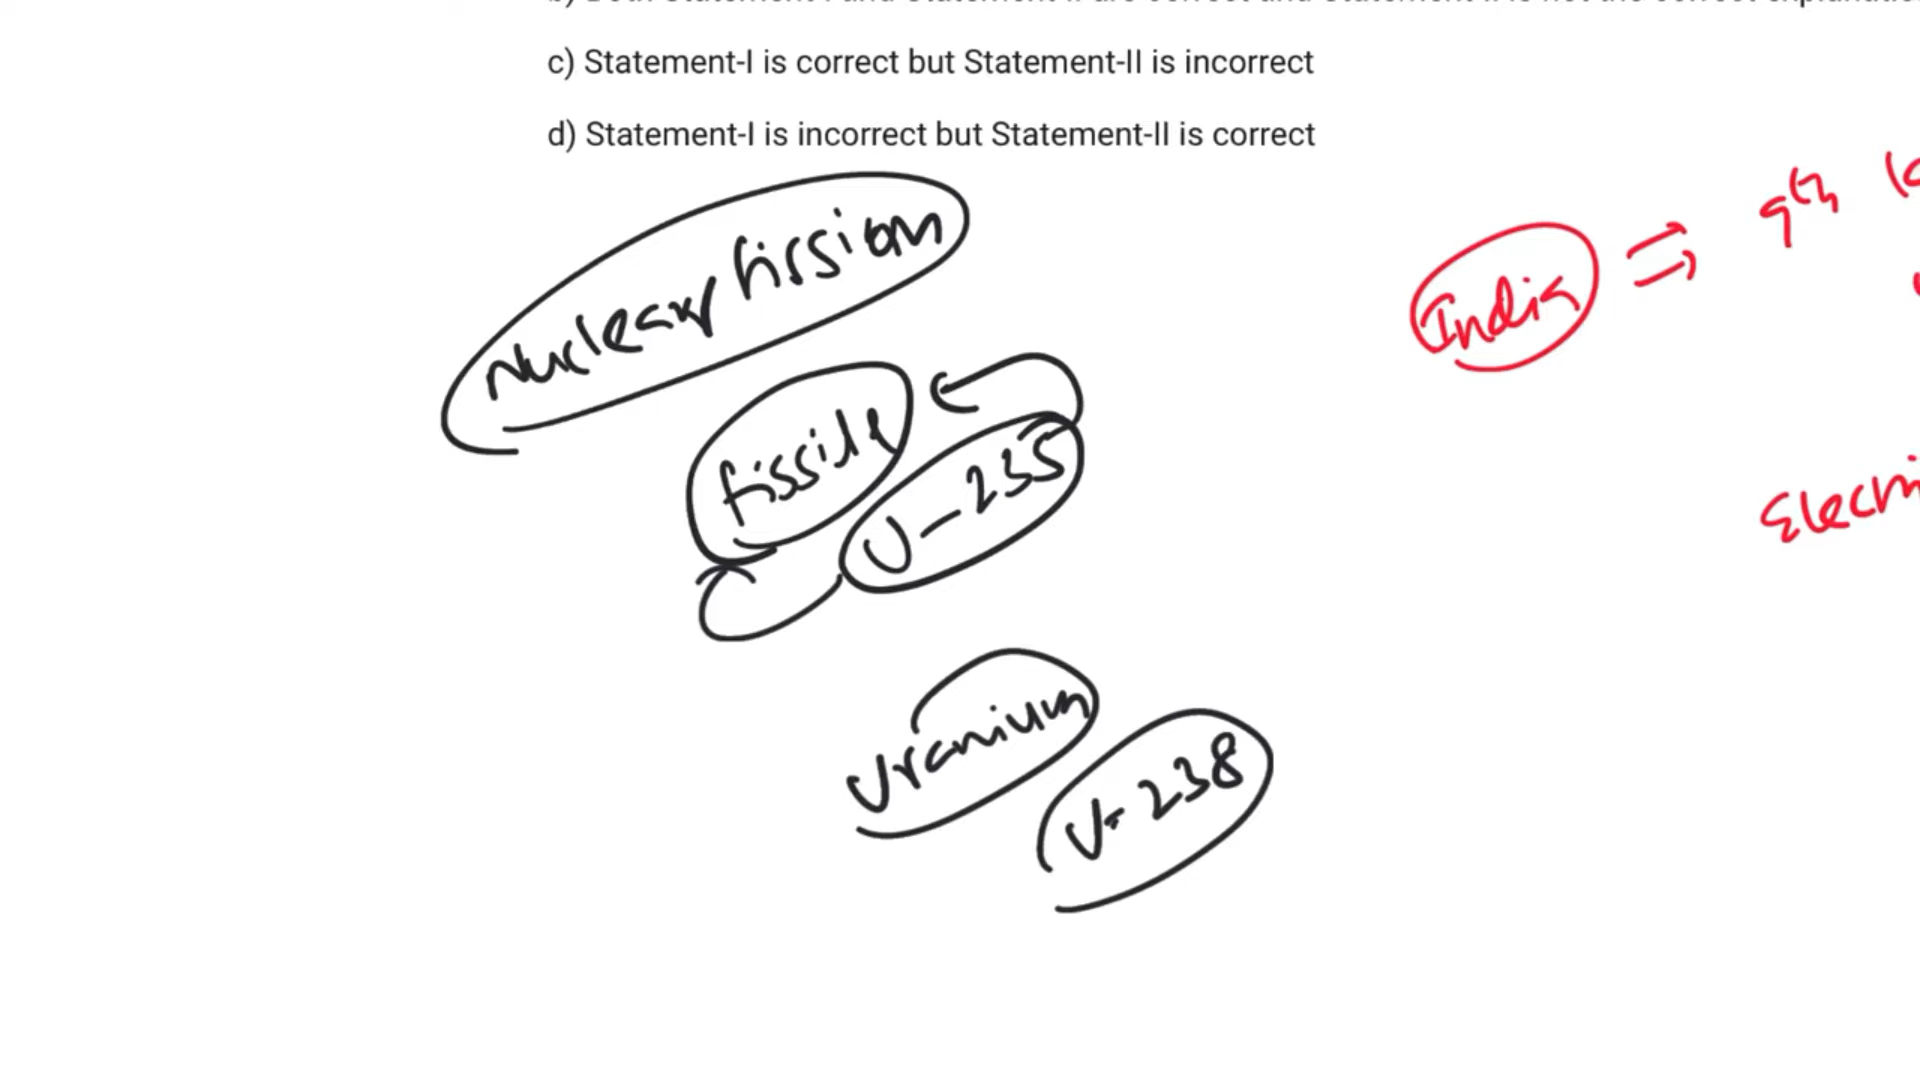 c) Statement-I is correct but Statement-II is incorrect
d) Statement-I is incorrect but Statement-II is correct
Nuclear fission
India ⇒ 9th
fissile
U-235
Electri
Uranium
U-238